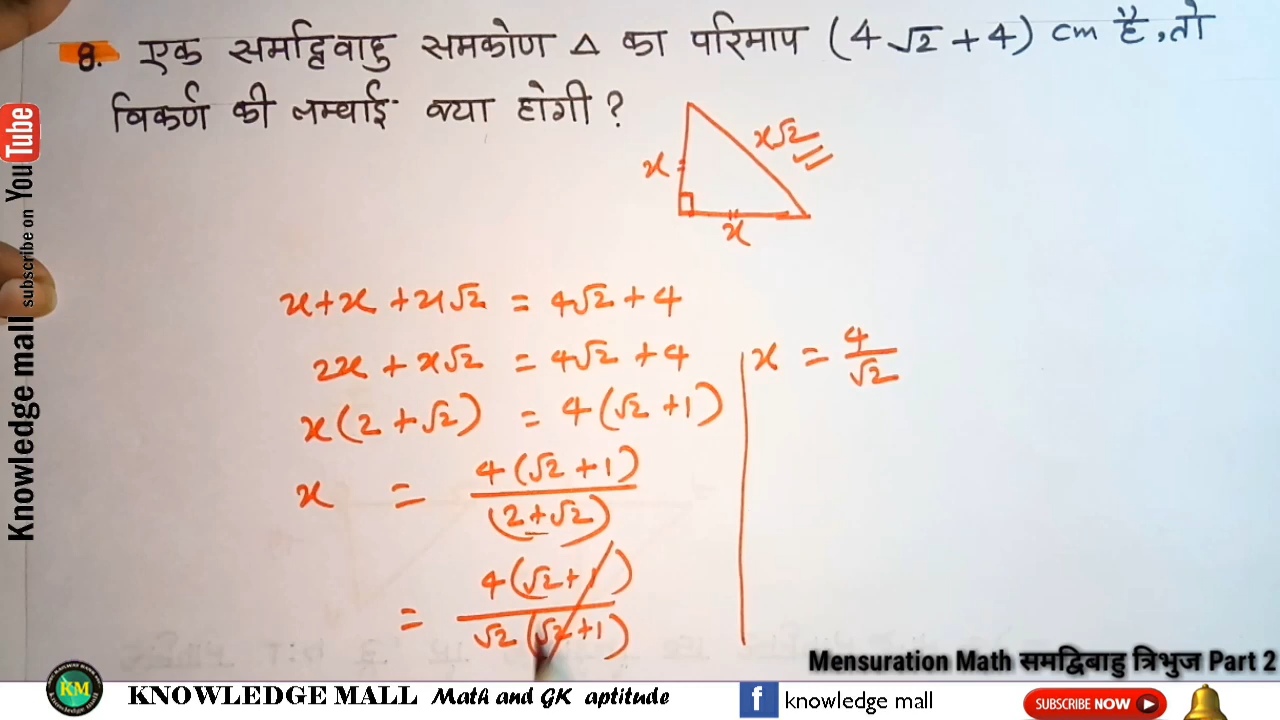 8. एक समद्विवाहु समकोण △ का परिमाप (4√2 + 4) cm है, तो
विकर्ण की लम्बाई क्या होगी ?
x√2
x
x
x + x + x√2 = 4√2 + 4
2x + x√2 = 4√2 + 4
x(2 + √2) = 4(√2 + 1)
x = 4(√2 + 1) / (2 + √2)
= 4(√2 + 1) / √2(√2 + 1)
x = 4/√2
Knowledge mall subscribe on YouTube
Mensuration Math समद्विबाहु त्रिभुज Part 2
KM
KNOWLEDGE MALL Math and GK aptitude
f knowledge mall
SUBSCRIBE NOW